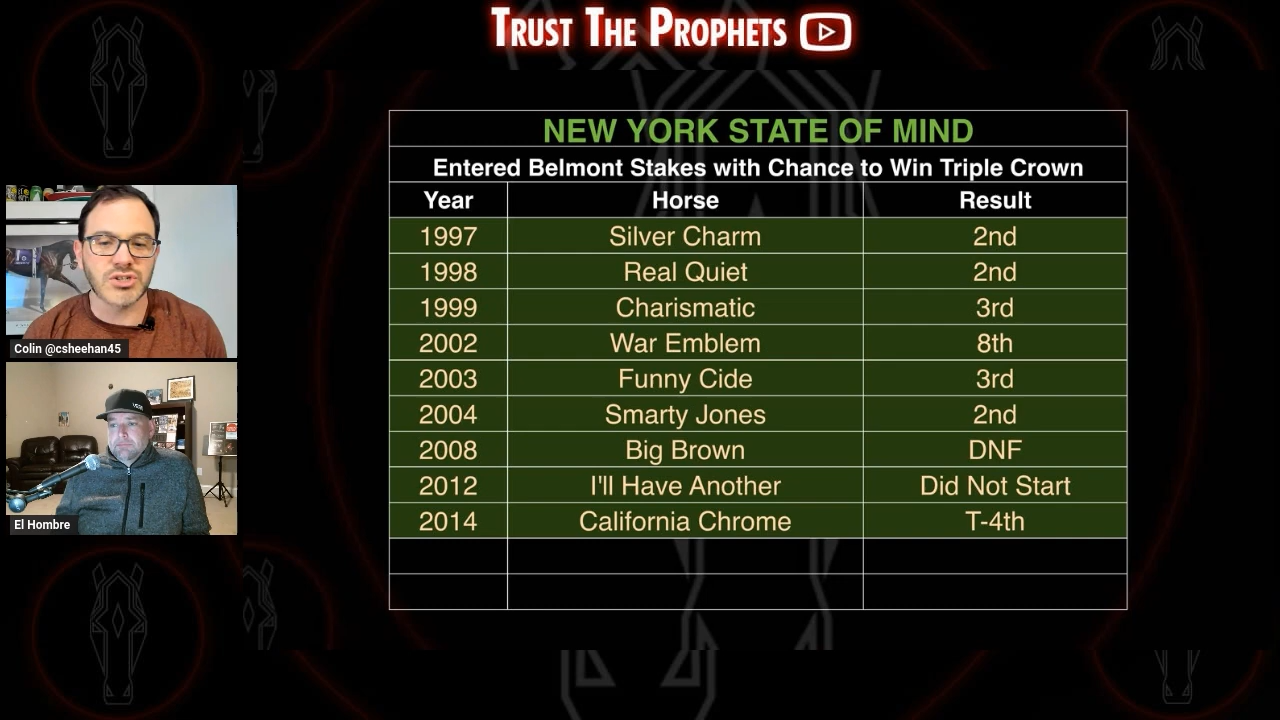 TRUST THE PROPHETS
NEW YORK STATE OF MIND
Entered Belmont Stakes with Chance to Win Triple Crown
Year Horse Result
1997 Silver Charm 2nd
1998 Real Quiet 2nd
1999 Charismatic 3rd
2002 War Emblem 8th
2003 Funny Cide 3rd
2004 Smarty Jones 2nd
2008 Big Brown DNF
2012 I'll Have Another Did Not Start
2014 California Chrome T-4th
Colin @csheehan45
El Hombre